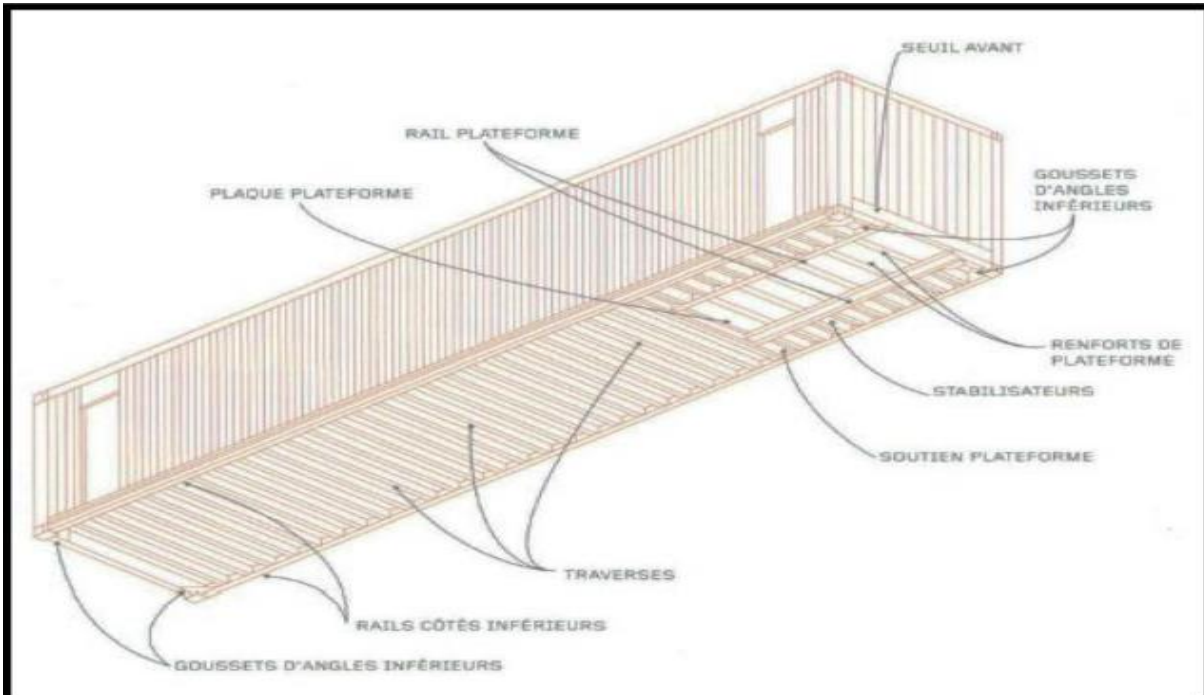 SEUIL AVANT
RAIL PLATEFORME
PLAQUE PLATEFORME
GOUSSETS
D'ANGLES
INFÉRIEURS
RENFORTS DE
PLATEFORME
STABILISATEURS
SOUTIEN PLATEFORME
TRAVERSES
RAILS CÔTÉS INFÉRIEURS
GOUSSETS D'ANGLES INFÉRIEURS